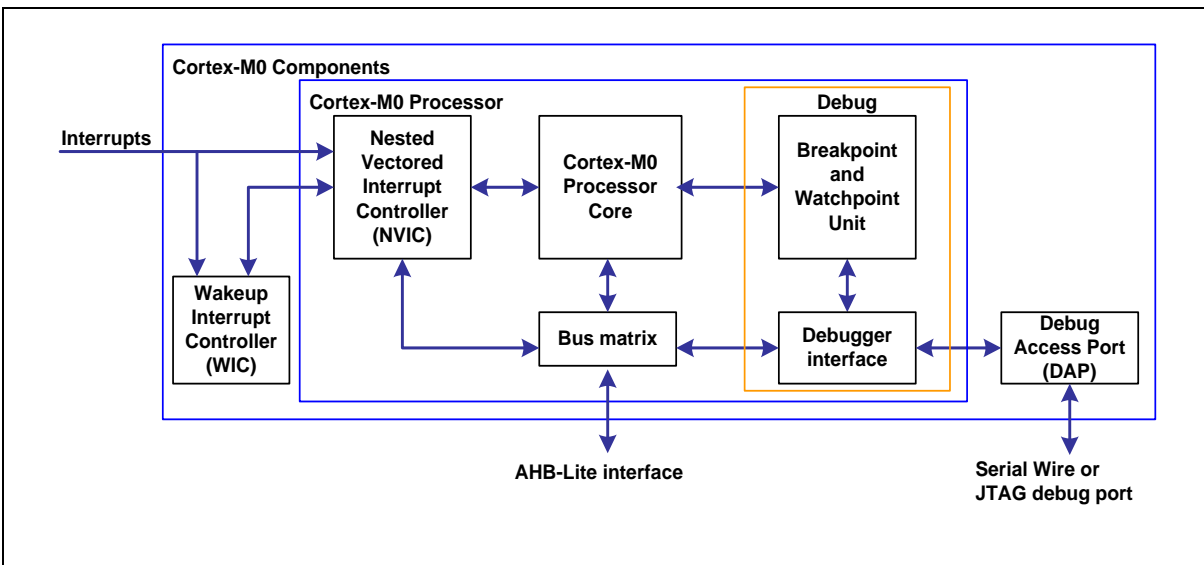 Cortex-M0 Components
Cortex-M0 Processor
Debug
Interrupts
Nested
Vectored
Interrupt
Controller
(NVIC)
Cortex-M0
Processor
Core
Breakpoint
and
Watchpoint
Unit
Wakeup
Interrupt
Controller
(WIC)
Bus matrix
Debugger
interface
Debug
Access Port
(DAP)
AHB-Lite interface
Serial Wire or
JTAG debug port